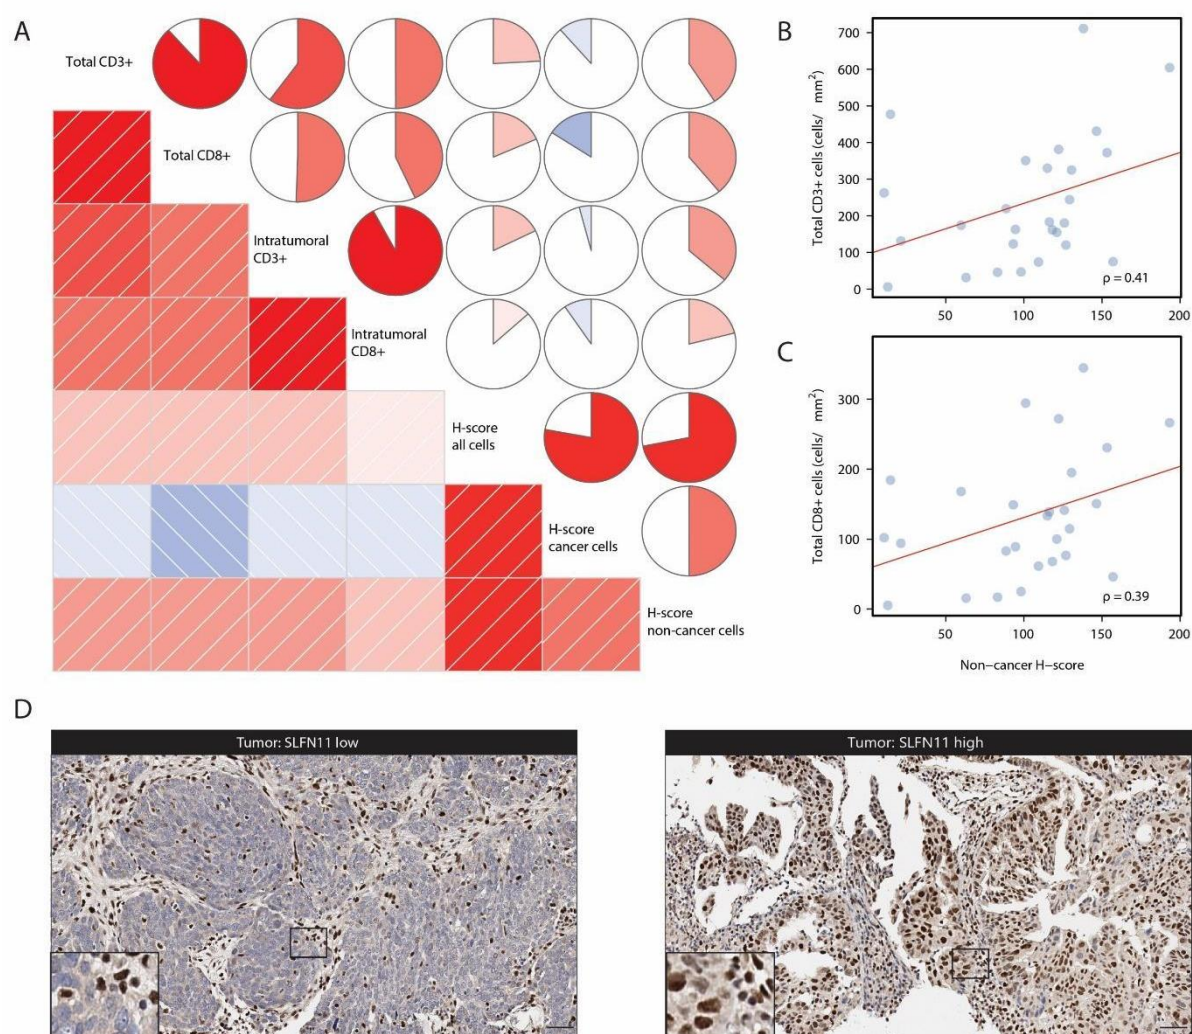 A
Total CD3+
Total CD8+
Intratumoral
CD3+
Intratumoral
CD8+
H-score
all cells
H-score
cancer cells
H-score
non-cancer cells
B
Total CD3+ cells (cells/ mm²)
700
600
500
400
300
200
100
0
50
100
150
200
ρ = 0.41
C
Total CD8+ cells (cells/ mm²)
300
200
100
0
50
100
150
200
ρ = 0.39
Non−cancer H−score
D
Tumor: SLFN11 low
Tumor: SLFN11 high